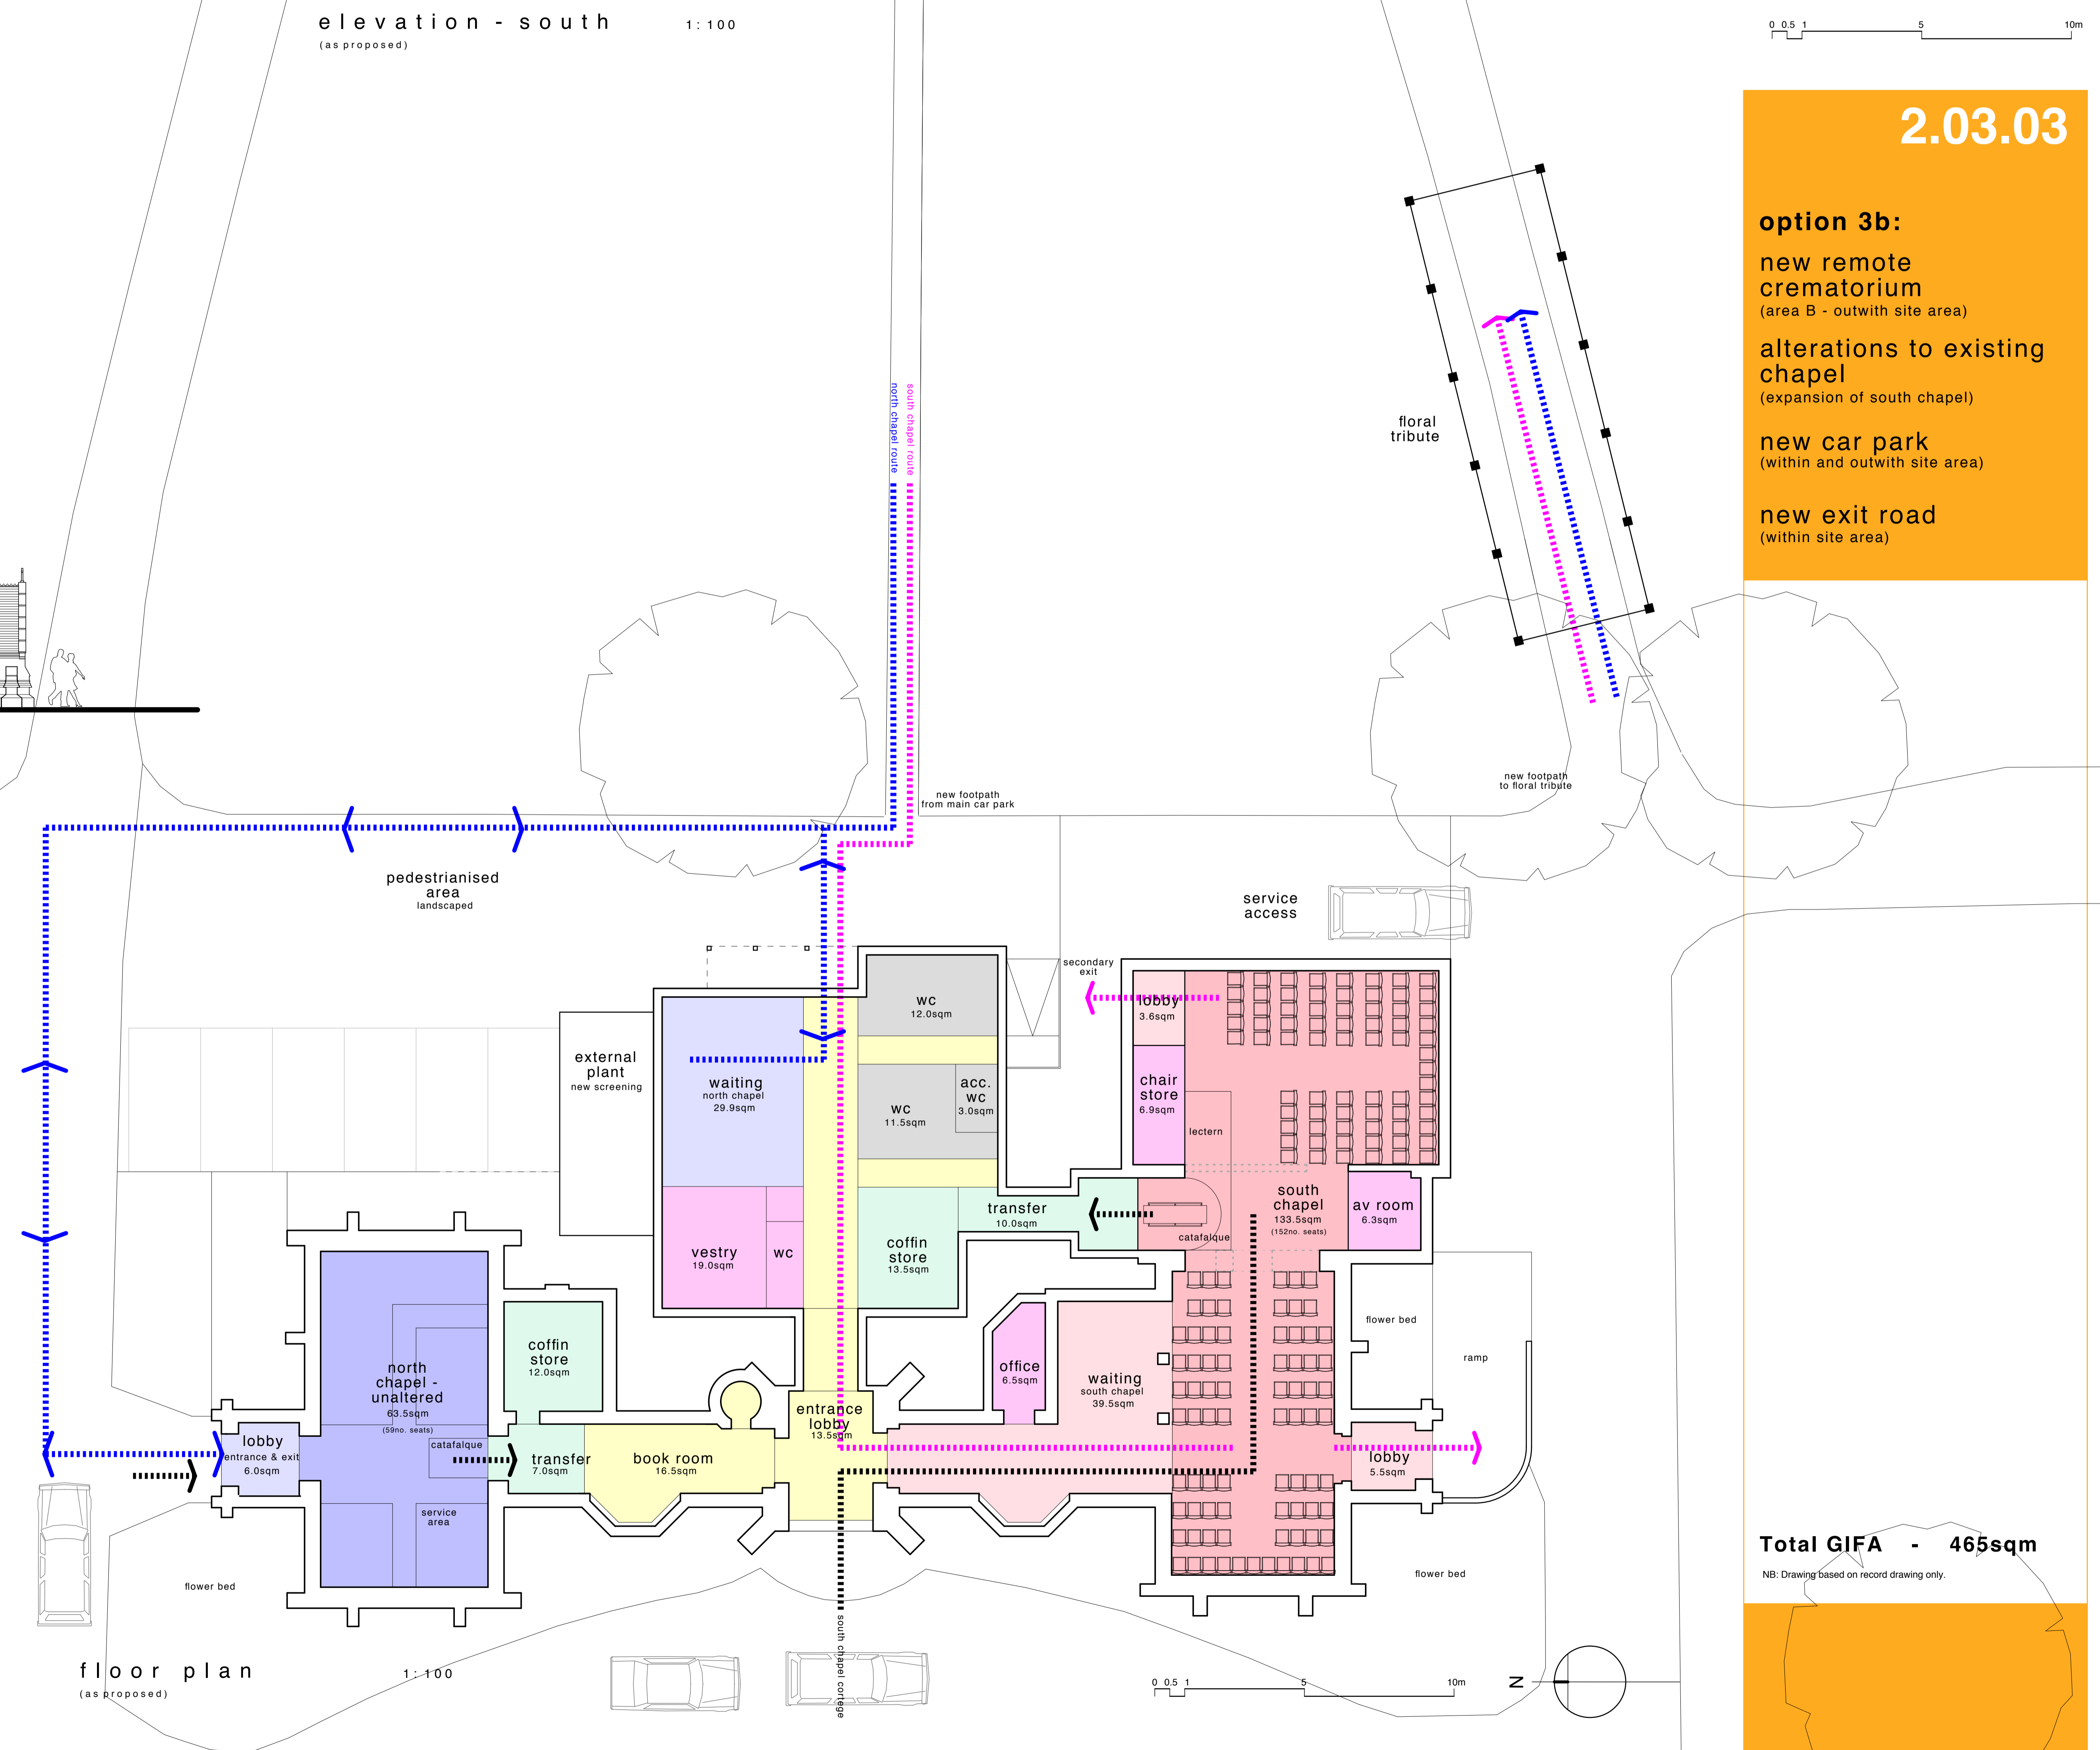 elevation - south 1:100
(as proposed)
0 0.5 1 5 10m
2.03.03
option 3b:
new remote
crematorium
(area B - outwith site area)
alterations to existing
chapel
(expansion of south chapel)
new car park
(within and outwith site area)
new exit road
(within site area)
north chapel route
south chapel route
floral
tribute
new footpath
from main car park
new footpath
to floral tribute
pedestrianised
area
landscaped
service
access
secondary
exit
lobby
3.6sqm
wc
12.0sqm
external
plant
new screening
waiting
north chapel
29.9sqm
wc
11.5sqm
acc.
wc
3.0sqm
chair
store
6.9sqm
lectern
south
chapel
133.5sqm
(152no. seats)
av room
6.3sqm
transfer
10.0sqm
catafalque
vestry
19.0sqm
wc
coffin
store
13.5sqm
flower bed
ramp
north
chapel -
unaltered
63.5sqm
(59no. seats)
coffin
store
12.0sqm
office
6.5sqm
waiting
south chapel
39.5sqm
entrance
lobby
13.5sqm
lobby
entrance & exit
6.0sqm
catafalque
transfer
7.0sqm
book room
16.5sqm
lobby
5.5sqm
service
area
flower bed
flower bed
south chapel cortege
floor plan 1:100
(as proposed)
0 0.5 1 5 10m
N
Total GIFA - 465sqm
NB: Drawing based on record drawing only.